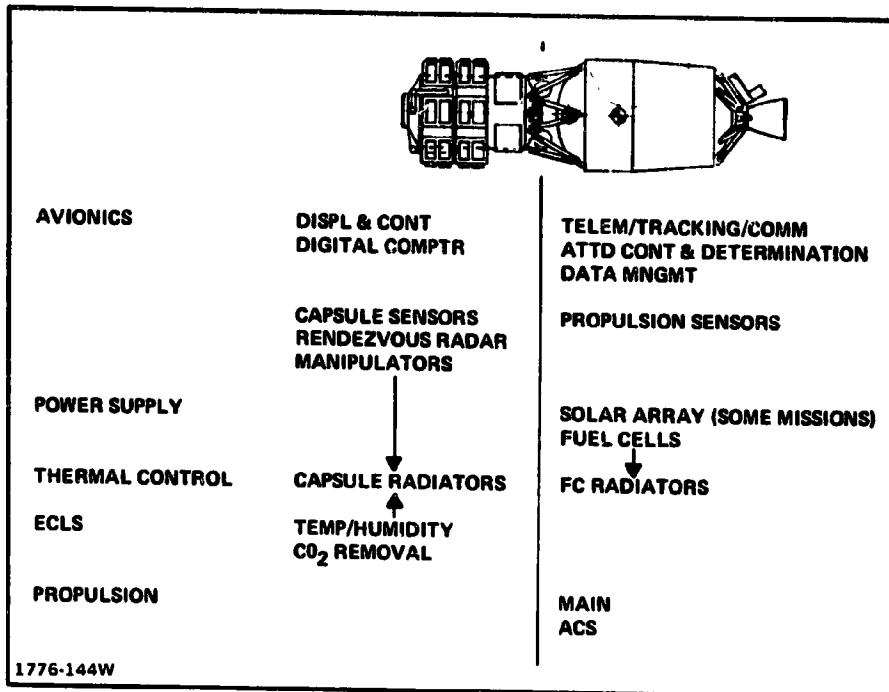 AVIONICS
DISPL & CONT
DIGITAL COMPTR
TELEM/TRACKING/COMM
ATTD CONT & DETERMINATION
DATA MNGMT
CAPSULE SENSORS
RENDEZVOUS RADAR
MANIPULATORS
PROPULSION SENSORS
POWER SUPPLY
SOLAR ARRAY (SOME MISSIONS)
FUEL CELLS
THERMAL CONTROL
CAPSULE RADIATORS
FC RADIATORS
ECLS
TEMP/HUMIDITY
CO2 REMOVAL
PROPULSION
MAIN
ACS
1776-144W